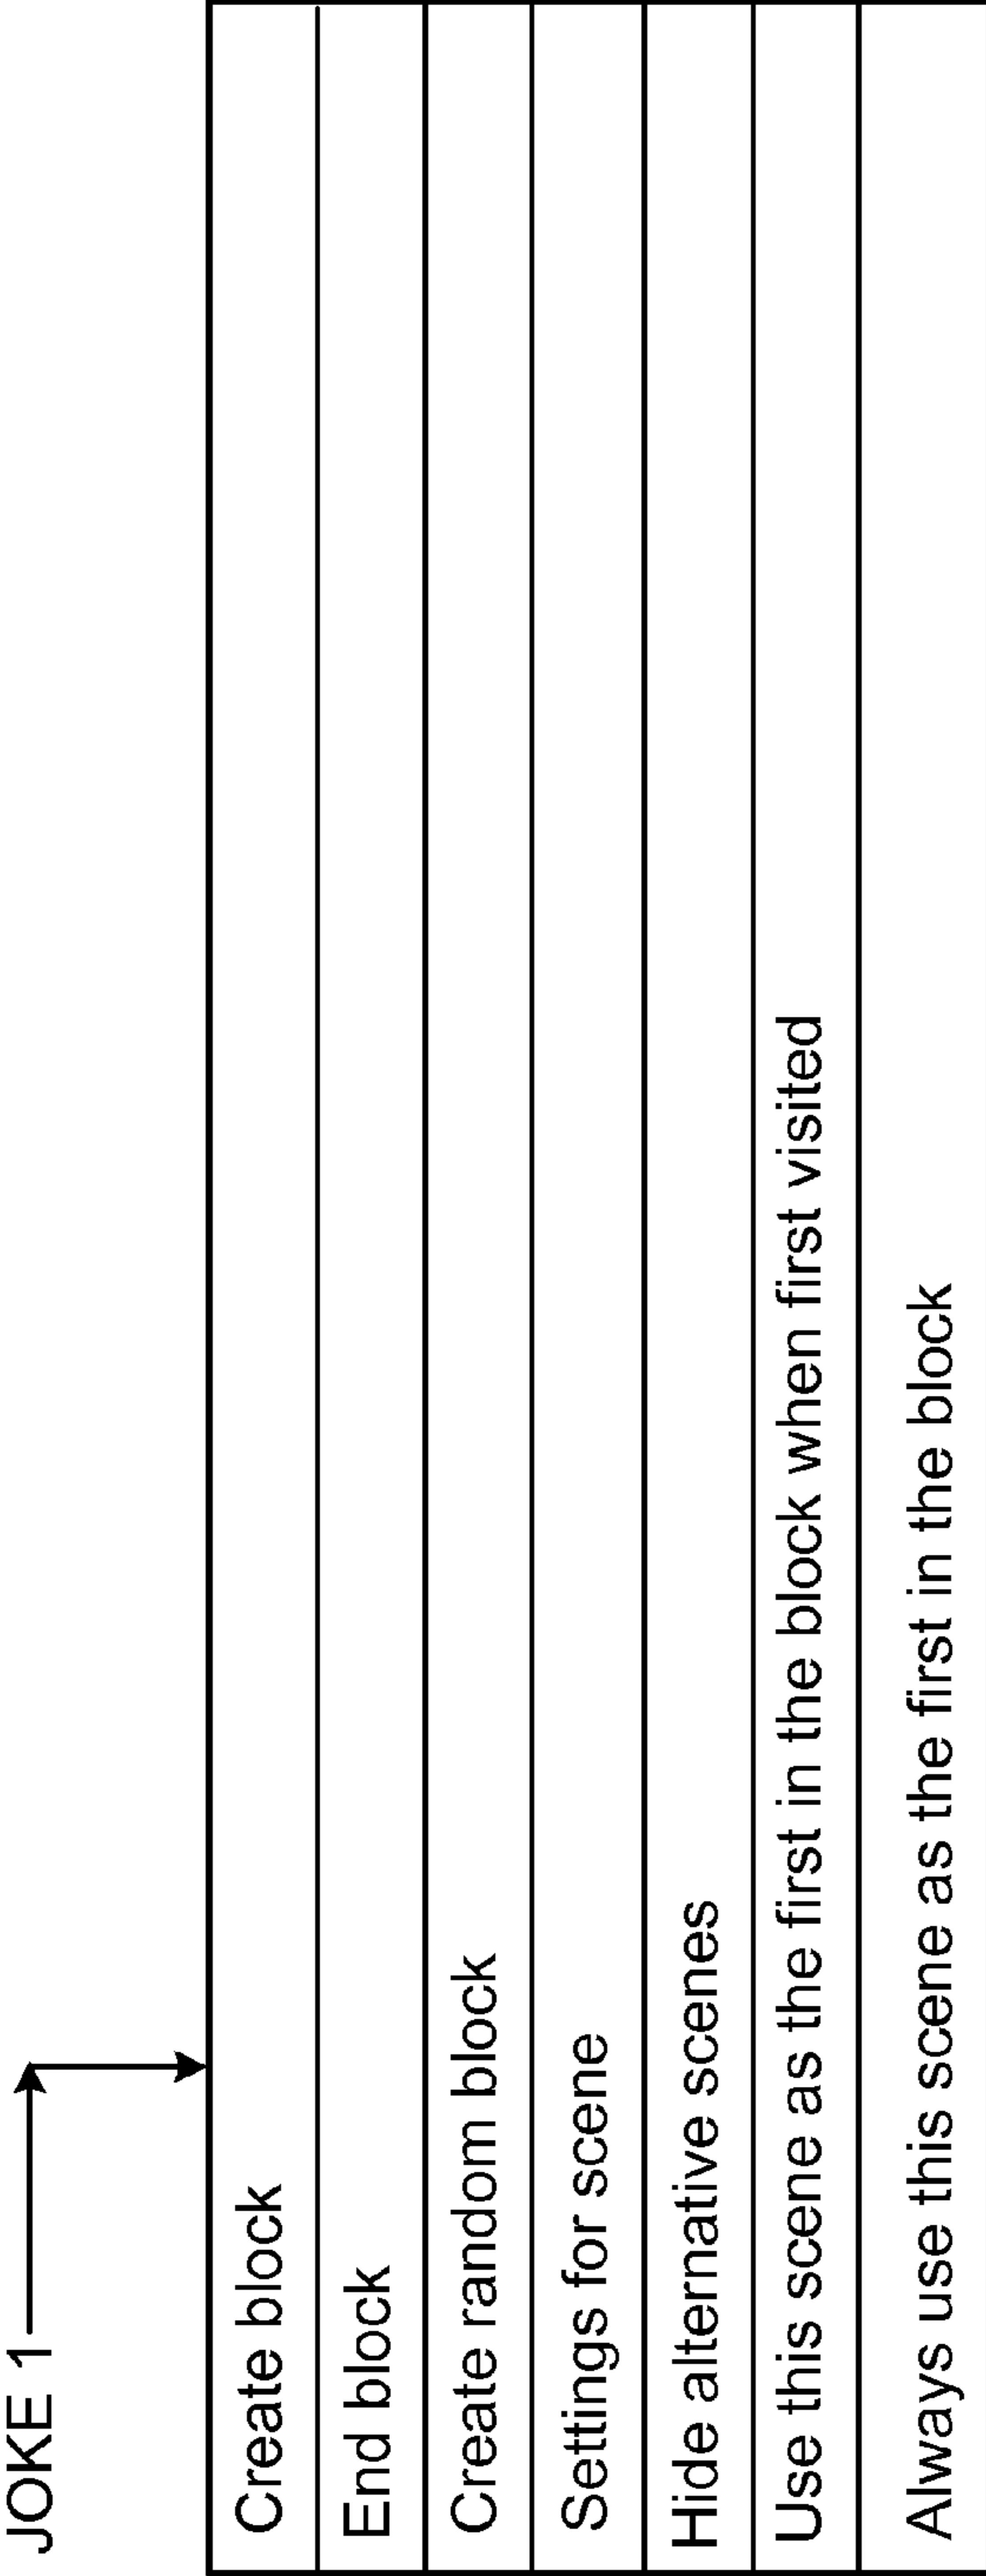 JOKE 1
Create block
End block
Create random block
Settings for scene
Hide alternative scenes
Use this scene as the first in the block when first visited
Always use this scene as the first in the block